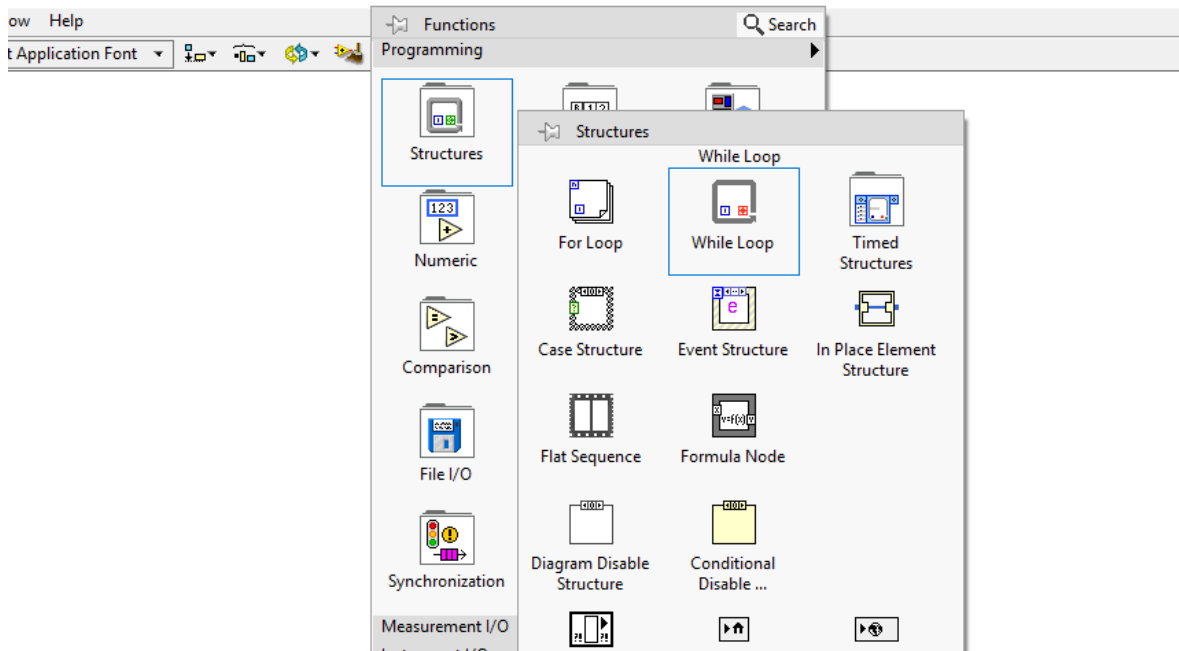 ow Help
Functions
Search
t Application Font
Programming
Structures
Structures
While Loop
For Loop
While Loop
Timed
Structures
Numeric
123
Case Structure
Event Structure
In Place Element
Structure
Comparison
Flat Sequence
Formula Node
File I/O
Diagram Disable
Structure
Conditional
Disable ...
Synchronization
Measurement I/O